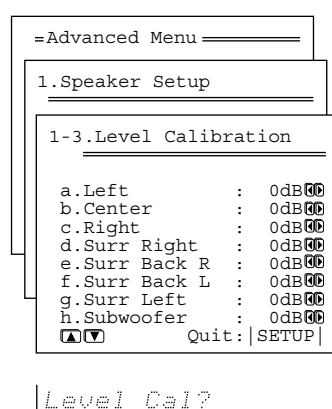 =Advanced Menu
1.Speaker Setup
1-3.Level Calibration
a.Left : 0dB
b.Center : 0dB
c.Right : 0dB
d.Surr Right : 0dB
e.Surr Back R : 0dB
f.Surr Back L : 0dB
g.Surr Left : 0dB
h.Subwoofer : 0dB
Quit:|SETUP|
Level Cal?